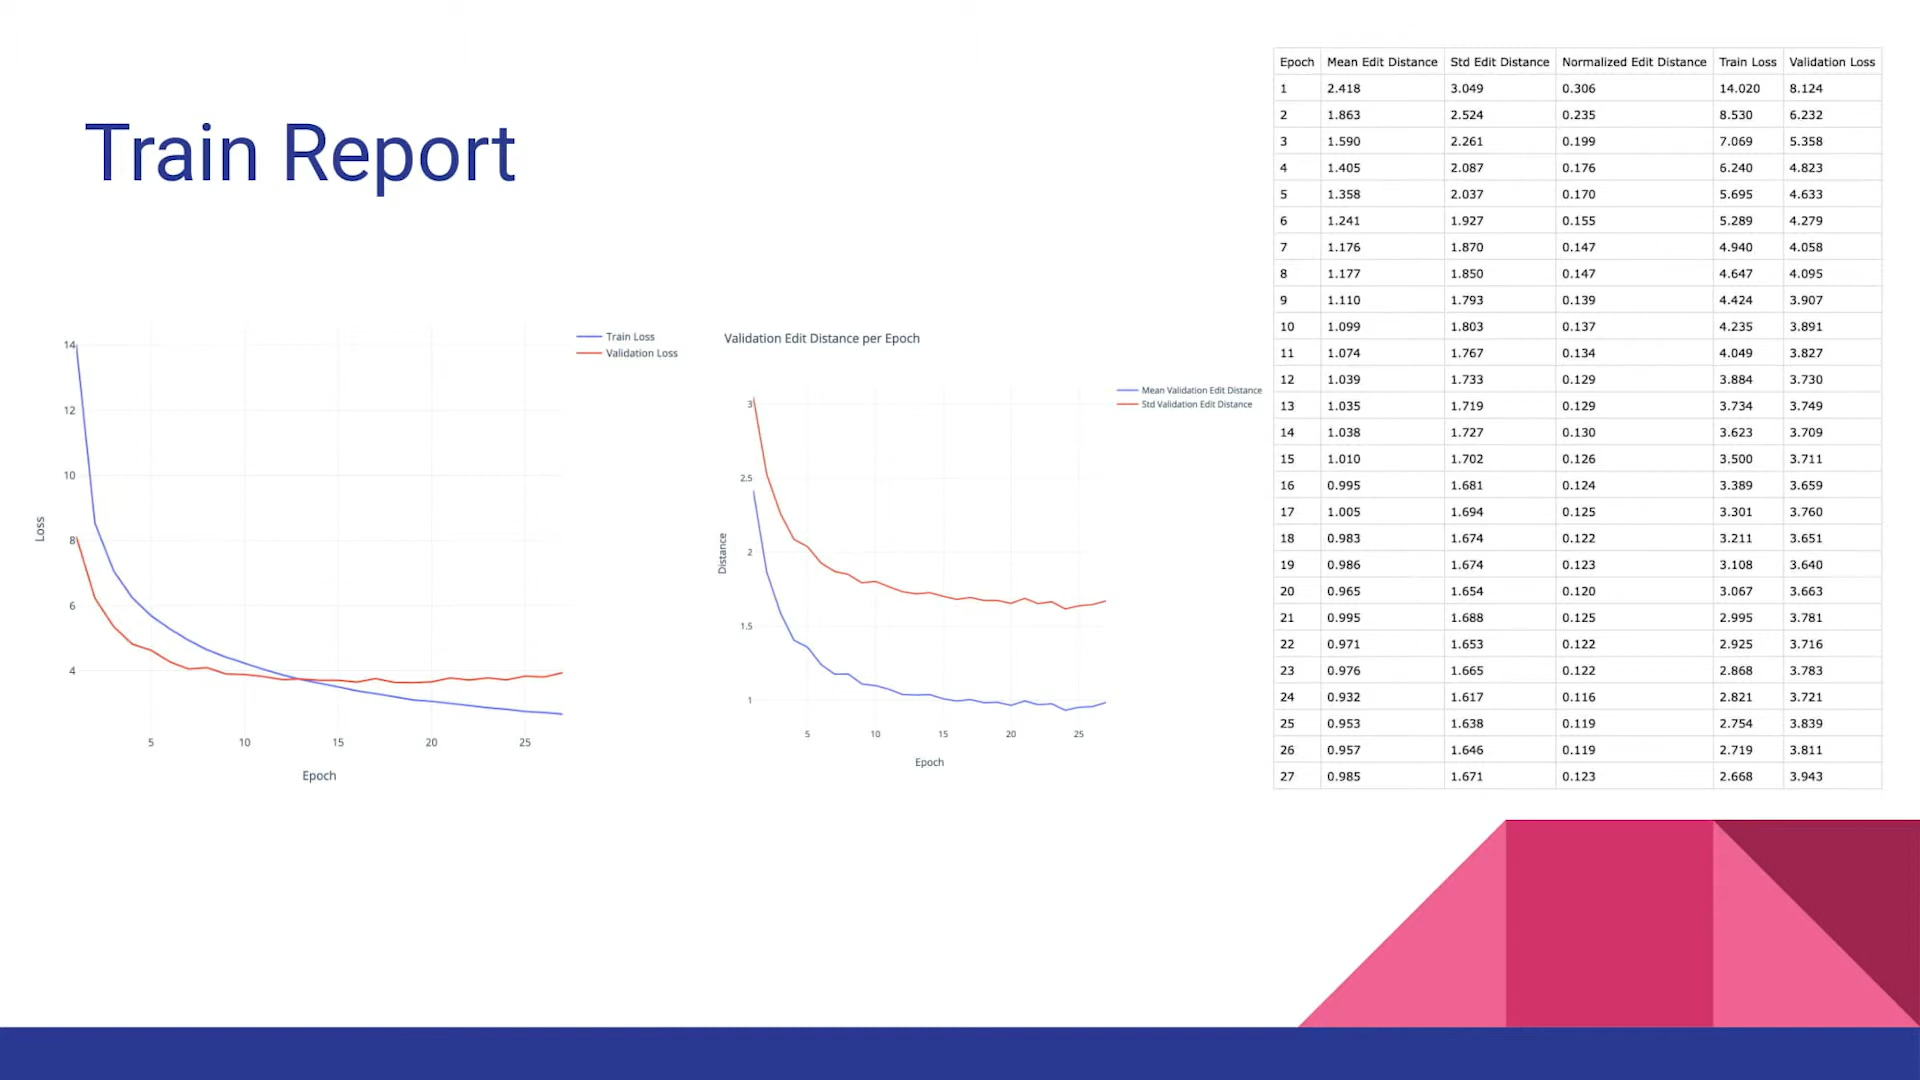 Train Report
14
12
10
8
6
4
Loss
5 10 15 20 25
Epoch
Train Loss
Validation Loss
Validation Edit Distance per Epoch
3
2.5
2
1.5
1
Distance
5 10 15 20 25
Epoch
Mean Validation Edit Distance
Std Validation Edit Distance
Epoch Mean Edit Distance Std Edit Distance Normalized Edit Distance Train Loss Validation Loss
1 2.418 3.049 0.306 14.020 8.124
2 1.863 2.524 0.235 8.530 6.232
3 1.590 2.261 0.199 7.069 5.358
4 1.405 2.087 0.176 6.240 4.823
5 1.358 2.037 0.170 5.695 4.633
6 1.241 1.927 0.155 5.289 4.279
7 1.176 1.870 0.147 4.940 4.058
8 1.177 1.850 0.147 4.647 4.095
9 1.110 1.793 0.139 4.424 3.907
10 1.099 1.803 0.137 4.235 3.891
11 1.074 1.767 0.134 4.049 3.827
12 1.039 1.733 0.129 3.884 3.730
13 1.035 1.719 0.129 3.734 3.749
14 1.038 1.727 0.130 3.623 3.709
15 1.010 1.702 0.126 3.500 3.711
16 0.995 1.681 0.124 3.389 3.659
17 1.005 1.694 0.125 3.301 3.760
18 0.983 1.674 0.122 3.211 3.651
19 0.986 1.674 0.123 3.108 3.640
20 0.965 1.654 0.120 3.067 3.663
21 0.995 1.688 0.125 2.995 3.781
22 0.971 1.653 0.122 2.925 3.716
23 0.976 1.665 0.122 2.868 3.783
24 0.932 1.617 0.116 2.821 3.721
25 0.953 1.638 0.119 2.754 3.839
26 0.957 1.646 0.119 2.719 3.811
27 0.985 1.671 0.123 2.668 3.943